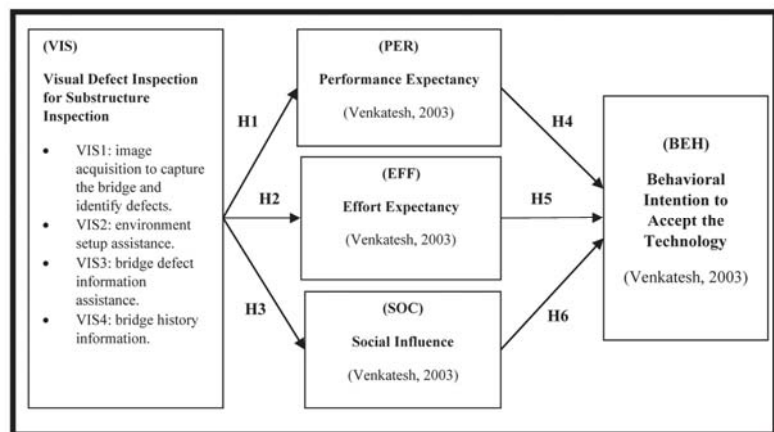 (VIS)
Visual Defect Inspection
for Substructure
Inspection
• VIS1: image
acquisition to capture
the bridge and
identify defects.
• VIS2: environment
setup assistance.
• VIS3: bridge defect
information
assistance.
• VIS4: bridge history
information.
H1
H2
H3
(PER)
Performance Expectancy
(Venkatesh, 2003)
(EFF)
Effort Expectancy
(Venkatesh, 2003)
(SOC)
Social Influence
(Venkatesh, 2003)
H4
H5
H6
(BEH)
Behavioral
Intention to
Accept the
Technology
(Venkatesh, 2003)